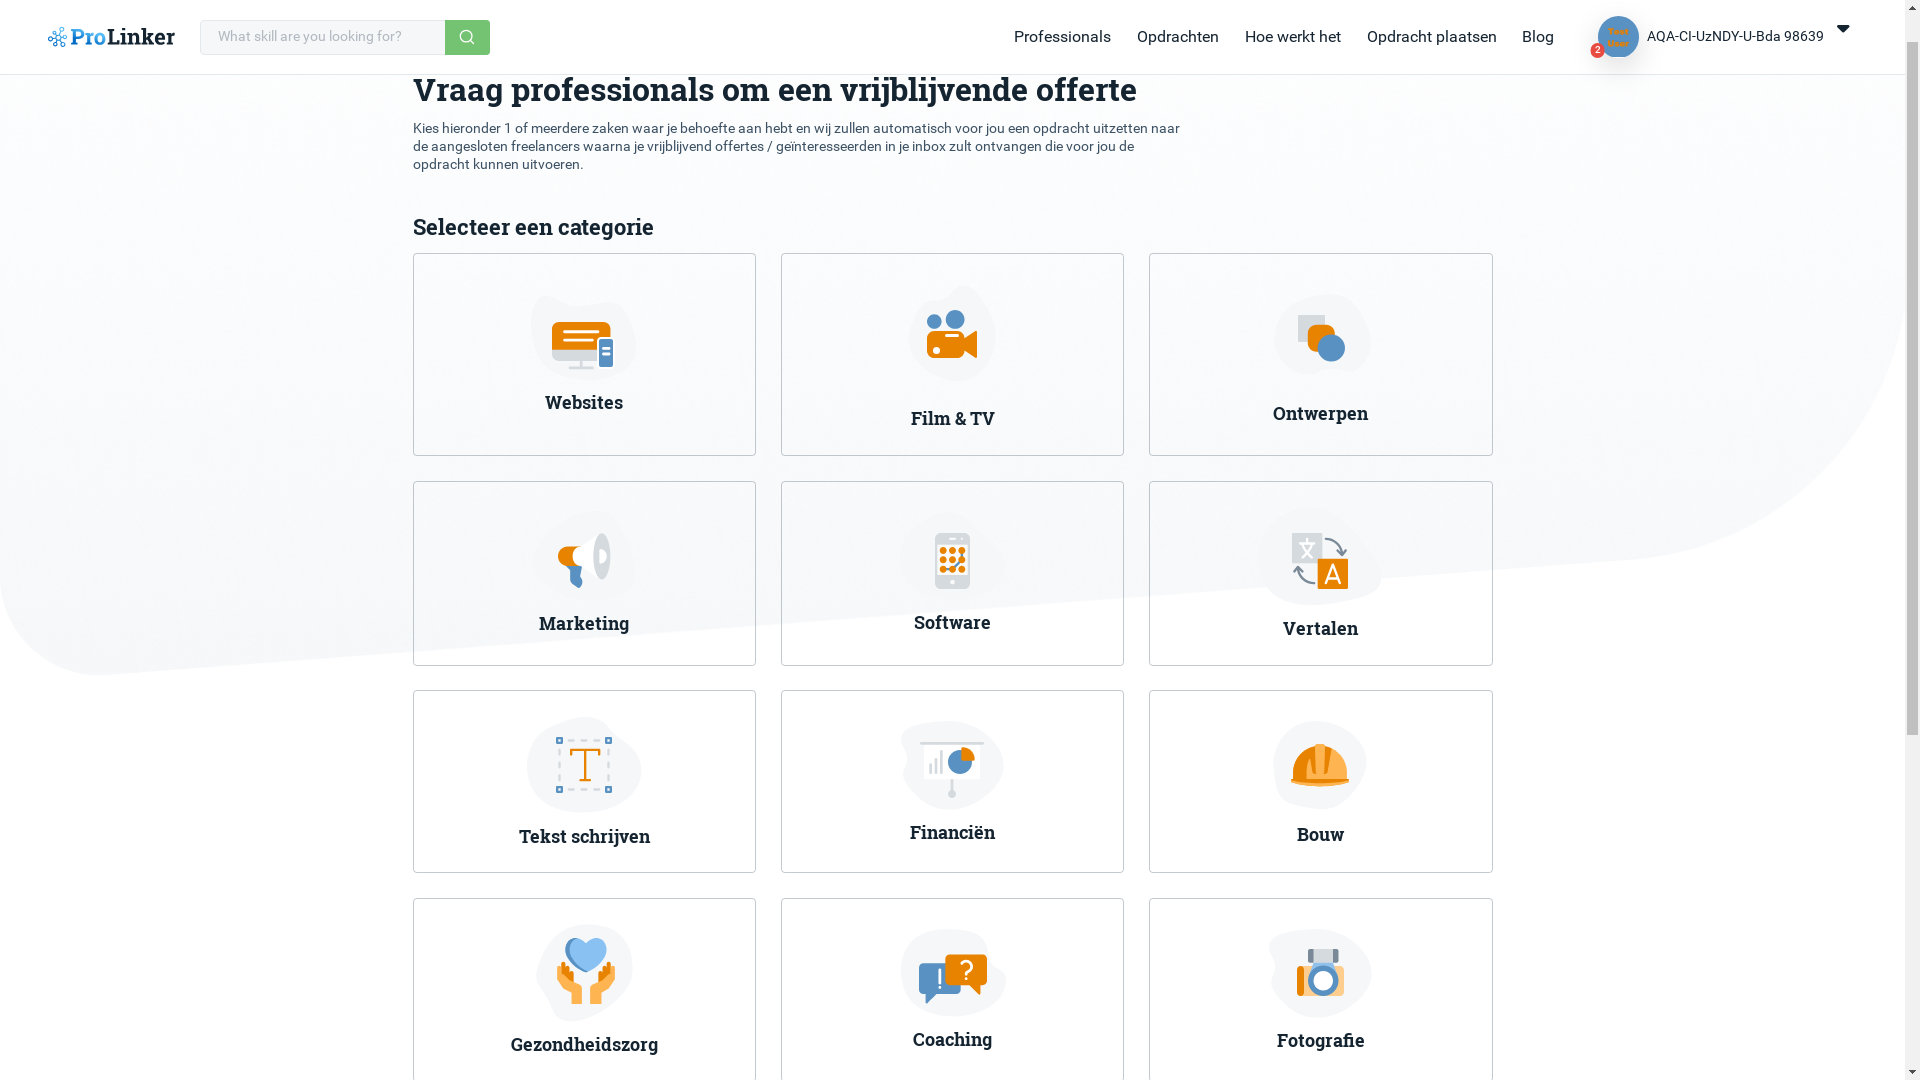 ProLinker
What skill are you looking for?
Professionals
Opdrachten
Hoe werkt het
Opdracht plaatsen
Blog
Test
User
2
AQA-CI-UzNDY-U-Bda 98639
Vraag professionals om een vrijblijvende offerte
Kies hieronder 1 of meerdere zaken waar je behoefte aan hebt en wij zullen automatisch voor jou een opdracht uitzetten naar
de aangesloten freelancers waarna je vrijblijvend offertes / geïnteresseerden in je inbox zult ontvangen die voor jou de
opdracht kunnen uitvoeren.
Selecteer een categorie
Websites
Film & TV
Ontwerpen
Marketing
Software
Vertalen
Tekst schrijven
Financiën
Bouw
Gezondheidszorg
Coaching
Fotografie